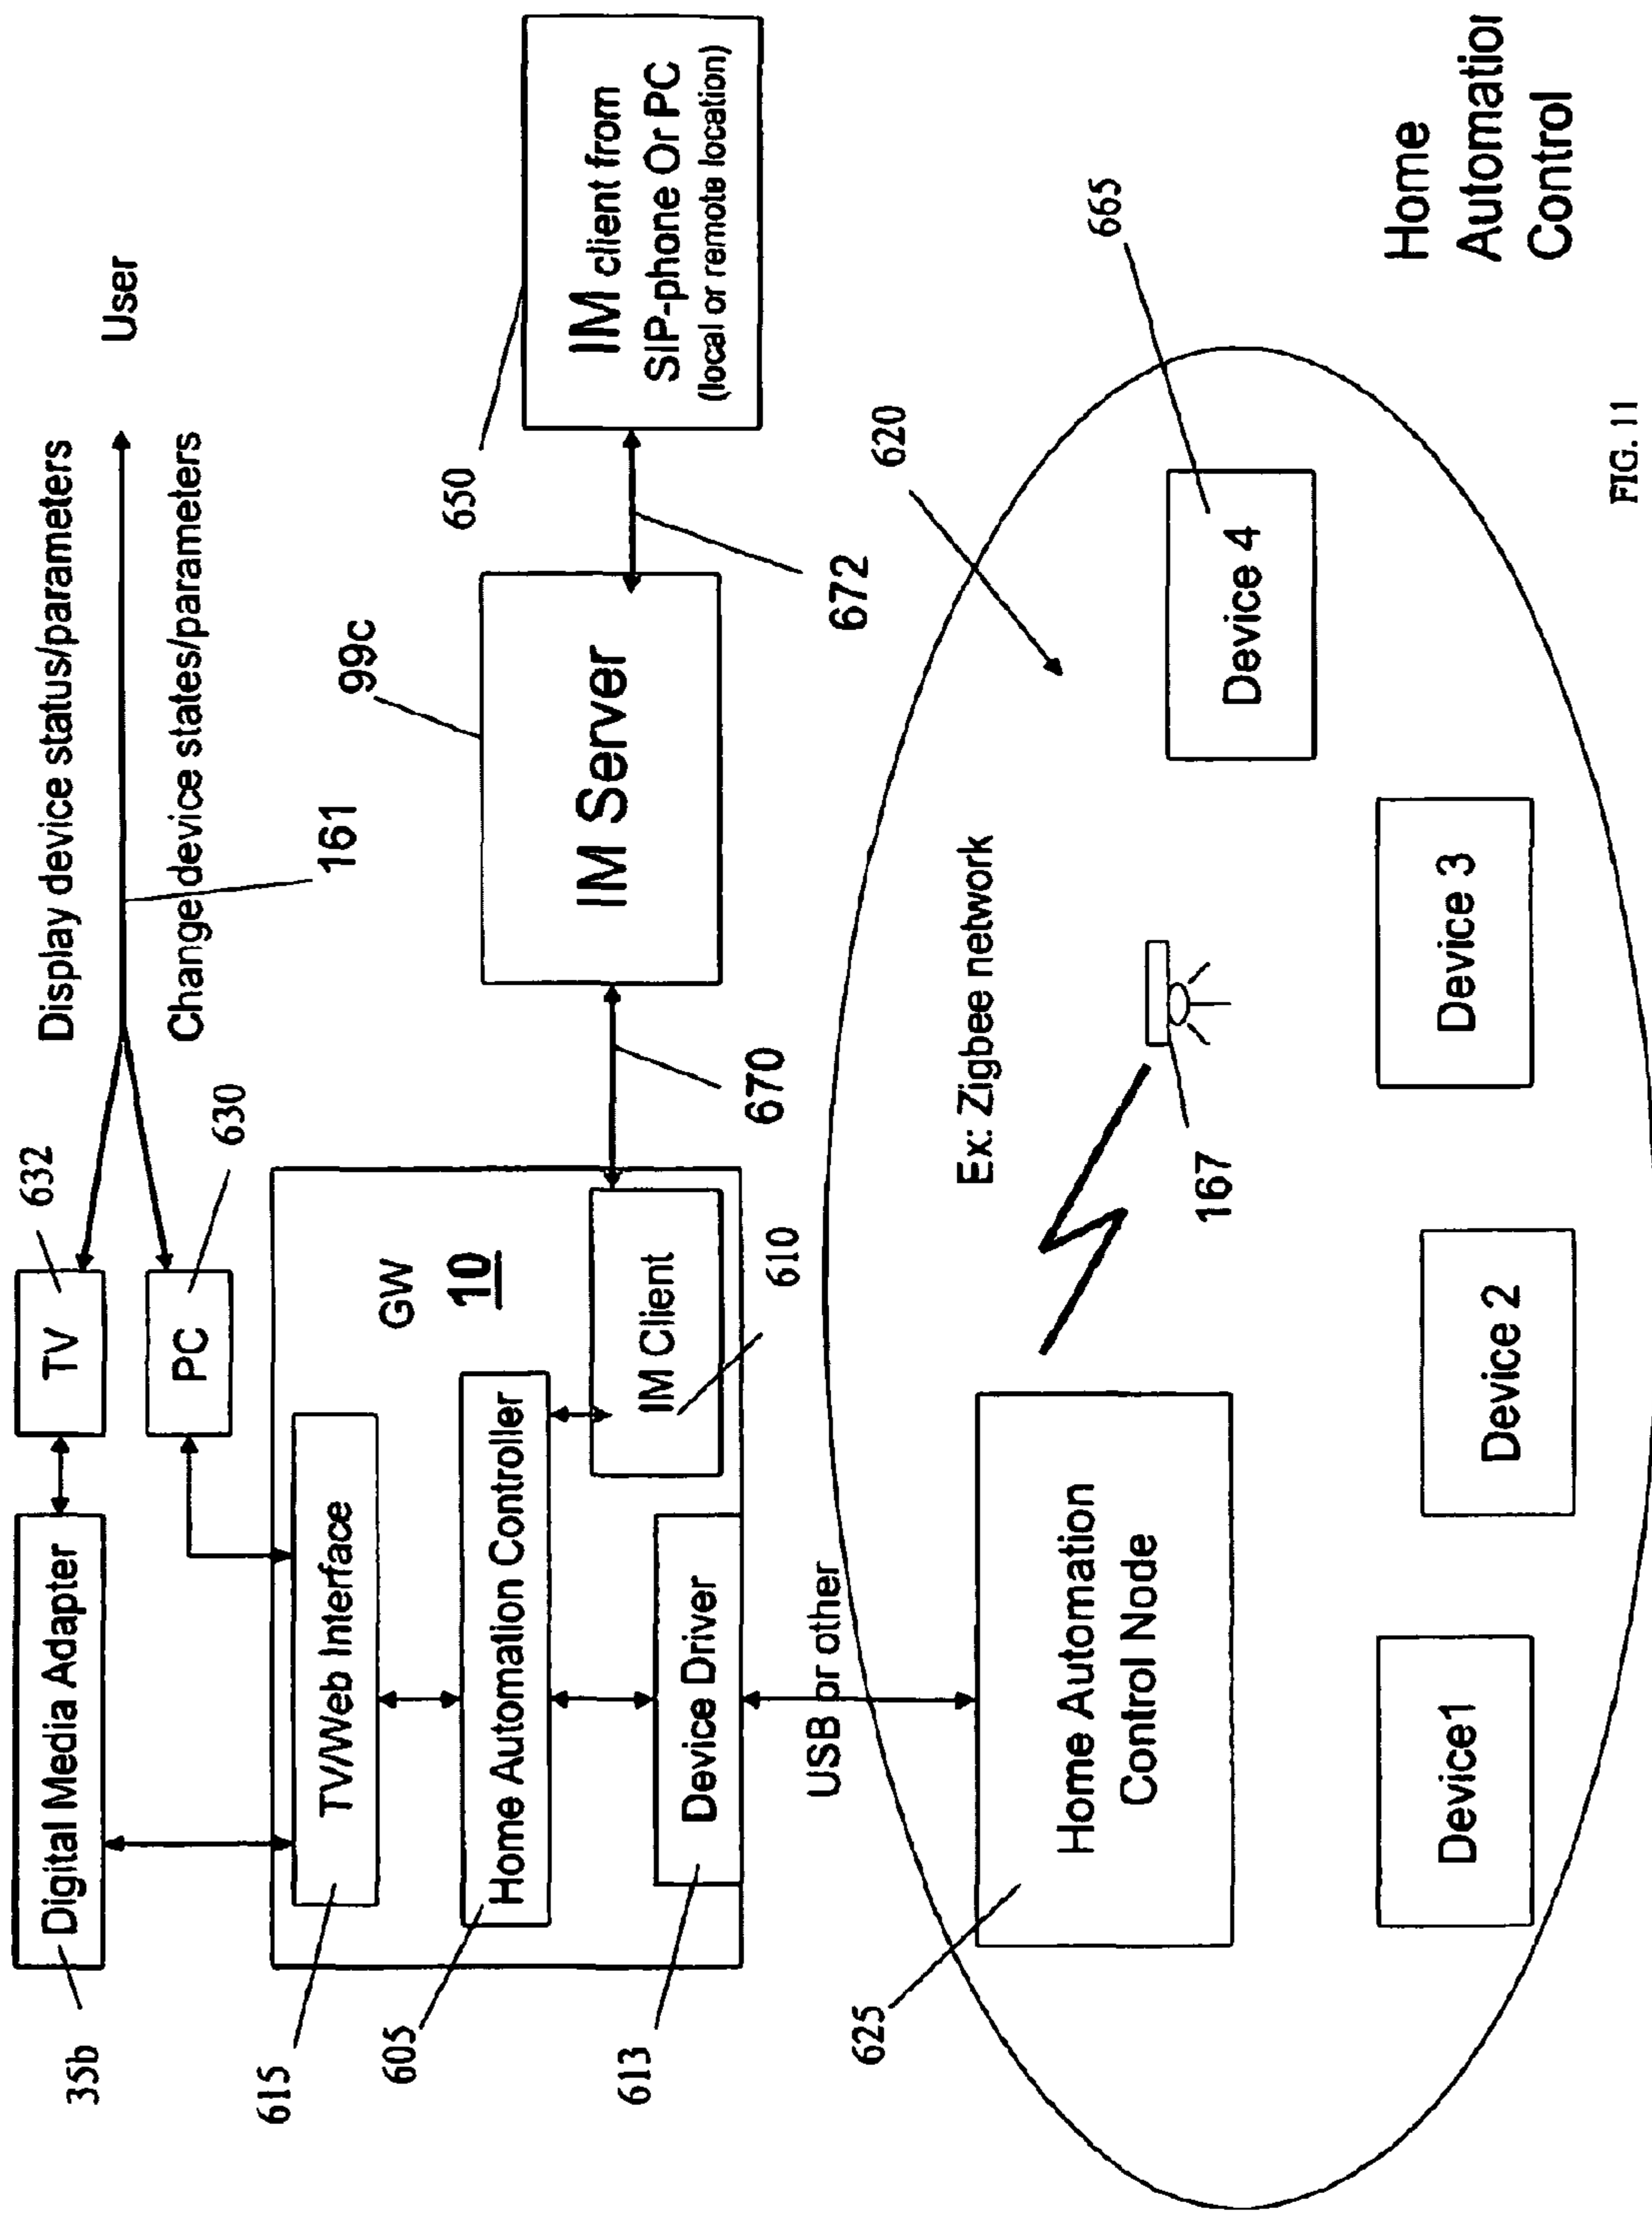 Display device status/parameters
User
Change device states/parameters
161
35b
Digital Media Adapter
TV
632
PC
630
615
TV/Web Interface
GW
10
605
Home Automation Controller
IM Client
610
613
Device Driver
670
99c
IM Server
672
650
IM client from
SIP-phone Or PC
(local or remote location)
USB or other
620
625
Home Automation
Control Node
Ex: Zigbee network
167
665
Device1
Device 2
Device 3
Device 4
Home
Automation
Control
FIG. 11